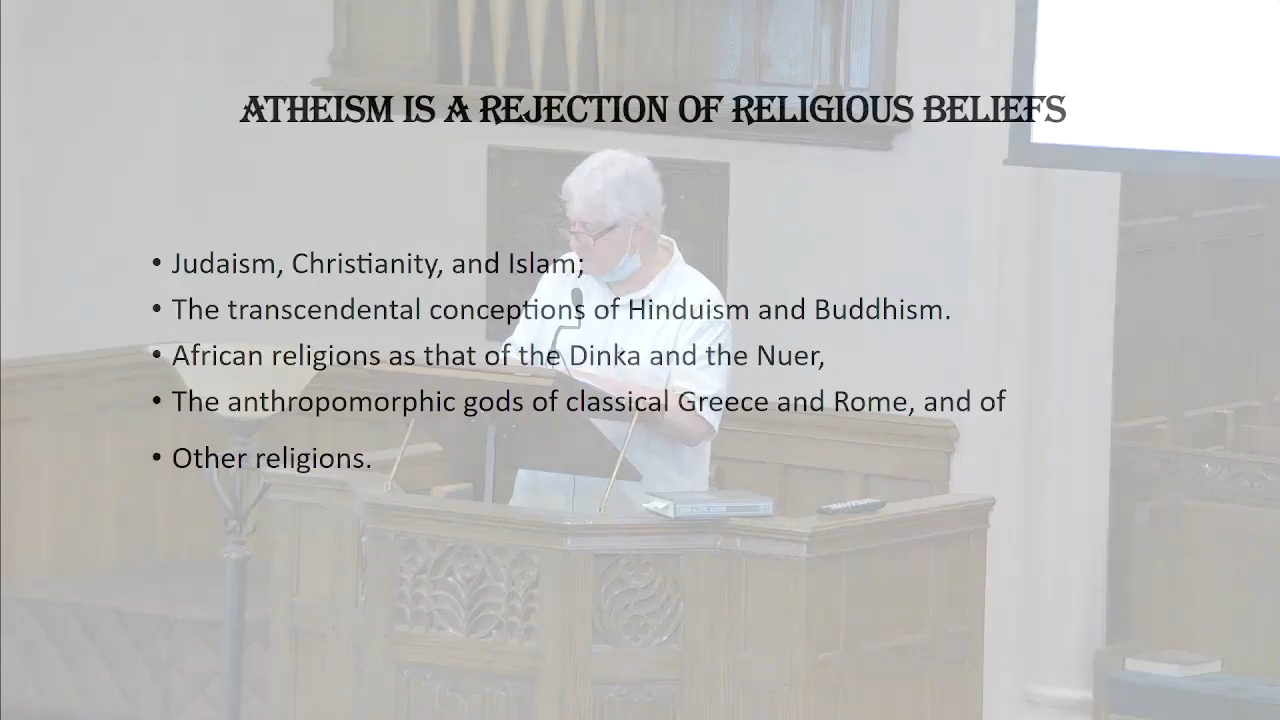 ATHEISM IS A REJECTION OF RELIGIOUS BELIEFS
• Judaism, Christianity, and Islam;
• The transcendental conceptions of Hinduism and Buddhism.
• African religions as that of the Dinka and the Nuer,
• The anthropomorphic gods of classical Greece and Rome, and of
• Other religions.